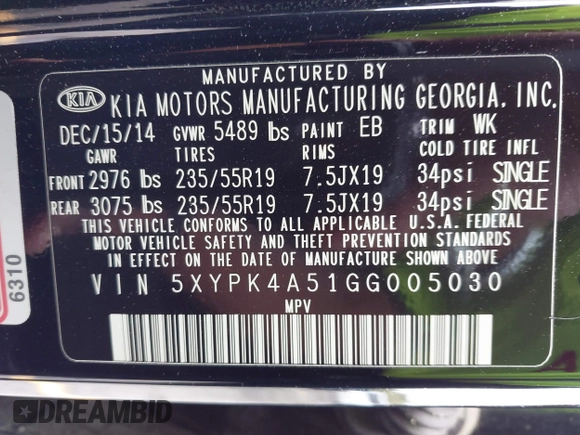 MANUFACTURED BY
KIA KIA MOTORS MANUFACTURING GEORGIA. INC.
DEC/15/14 GVWR 5489 lbs PAINT EB TRIM WK
GAWR TIRES RIMS COLD TIRE INFL
FRONT 2976 lbs 235/55R19 7.5JX19 34psi SINGLE
REAR 3075 lbs 235/55R19 7.5JX19 34psi SINGLE
THIS VEHICLE CONFORMS TO ALL APPLICABLE U.S.A. FEDERAL
MOTOR VEHICLE SAFETY AND THEFT PREVENTION STANDARDS
IN EFFECT ON THE DATE OF MANUFACTURE SHOWN ABOVE.
VIN 5XYPK4A51GG005030
MPV
6310
DREAMBID